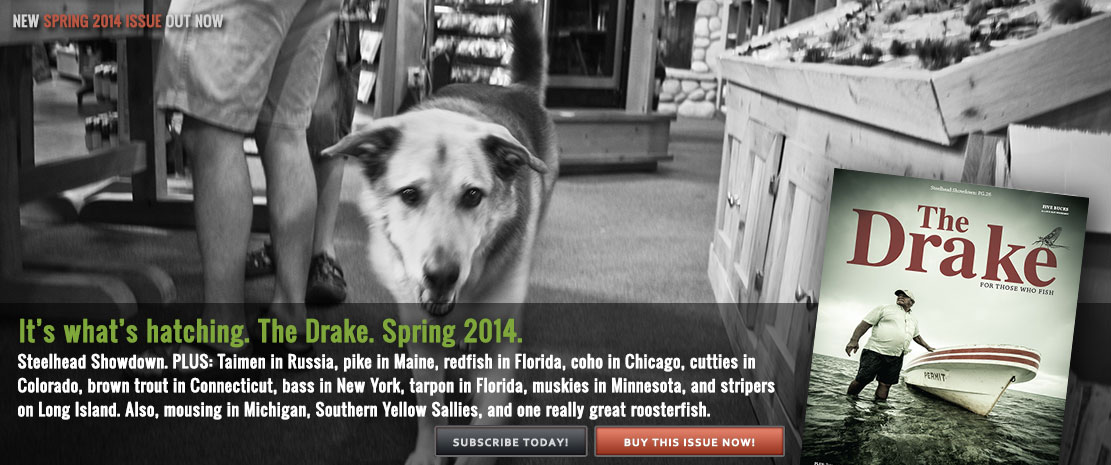 NEW SPRING 2014 ISSUE OUT NOW
It's what's hatching. The Drake. Spring 2014.
Steelhead Showdown. PLUS: Taimen in Russia, pike in Maine, redfish in Florida, coho in Chicago, cutties in
Colorado, brown trout in Connecticut, bass in New York, tarpon in Florida, muskies in Minnesota, and stripers
on Long Island. Also, mousing in Michigan, Southern Yellow Sallies, and one really great roosterfish.
SUBSCRIBE TODAY!
BUY THIS ISSUE NOW!
Steelhead Showdown: PG.58
FIVE BUCKS
The
Drake
FOR THOSE WHO FISH
PERMIT